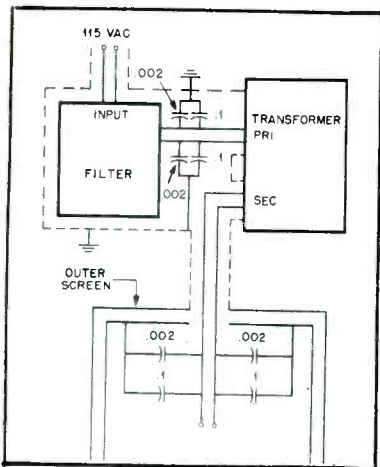 115 VAC
.002
INPUT
FILTER
.1
.1
.002
TRANSFORMER
PRI
SEC
OUTER
SCREEN
.002
.002
.1
.1